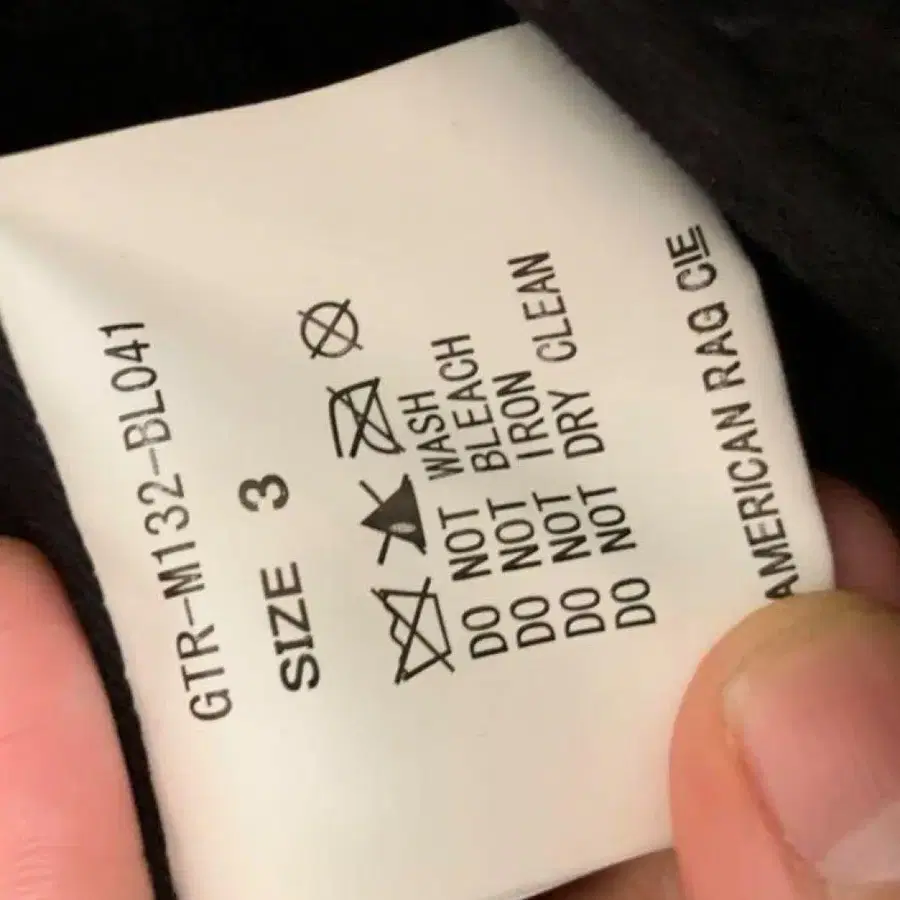 GTR-M132-BL041
SIZE 3
DO NOT WASH
DO NOT BLEACH
DO NOT IRON
DO NOT DRY CLEAN
AMERICAN RAG CIE